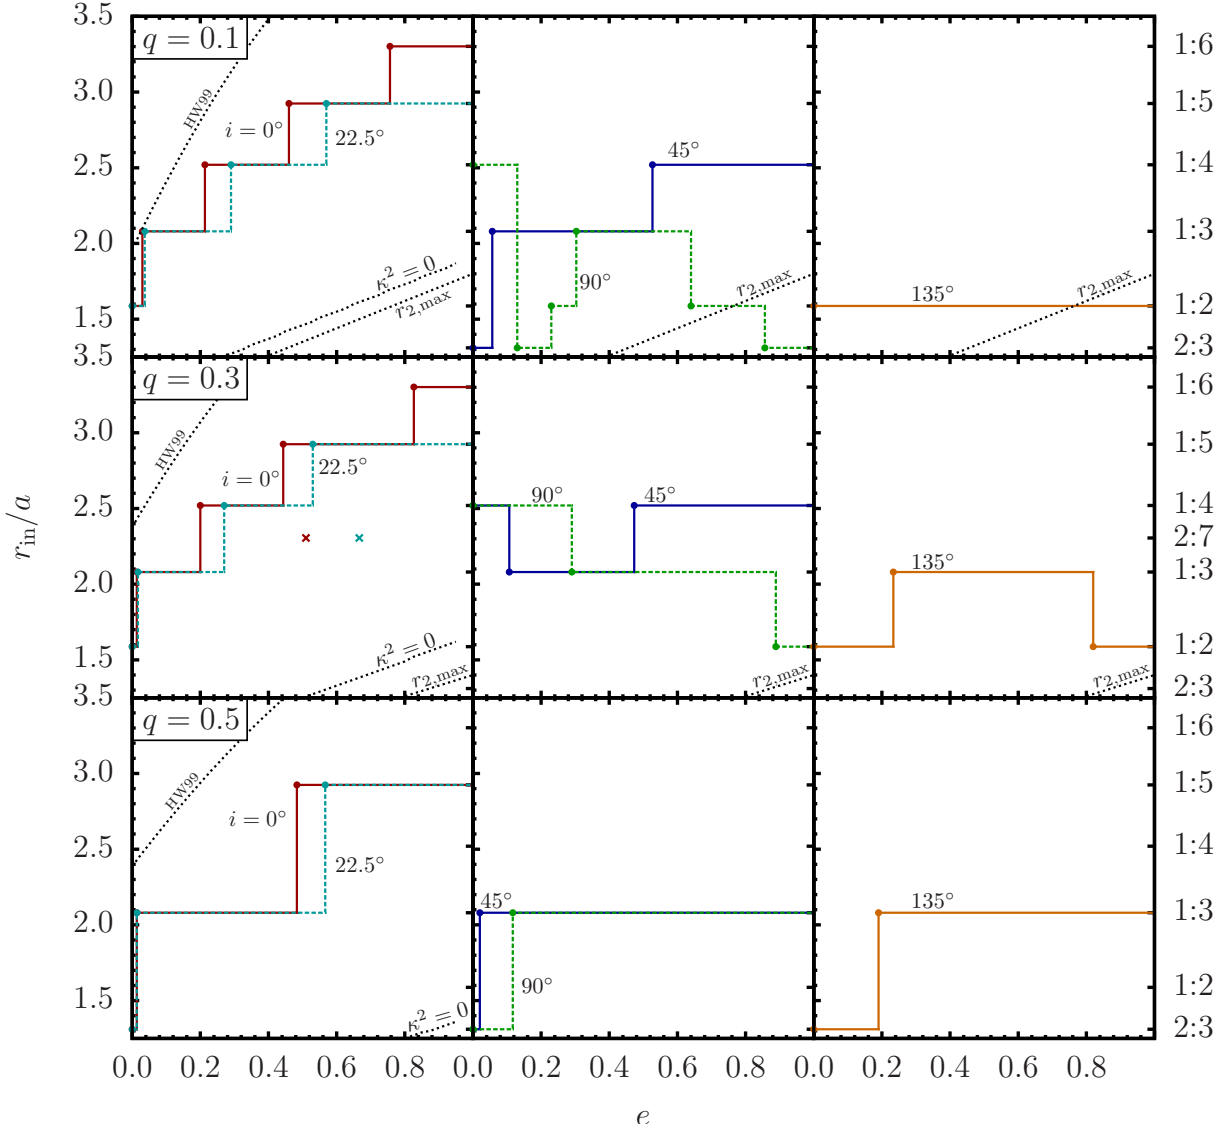 3.5
q = 0.1
1:6
HW99
3.0
i = 0°
22.5°
45°
1:5
2.5
1:4
2.0
1:3
κ² = 0
r2,max
90°
r2,max
135°
r2,max
1.5
1:2
3.5
2:3
q = 0.3
1:6
HW99
3.0
i = 0°
22.5°
1:5
2.5
90°
45°
1:4
2:7
rin/a
2.0
135°
1:3
κ² = 0
1.5
1:2
r2,max
r2,max
r2,max
3.5
2:3
q = 0.5
1:6
HW99
3.0
1:5
i = 0°
2.5
22.5°
1:4
2.0
45°
135°
1:3
90°
1.5
1:2
κ² = 0
2:3
0.0 0.2 0.4 0.6 0.8 0.0 0.2 0.4 0.6 0.8 0.0 0.2 0.4 0.6 0.8
e